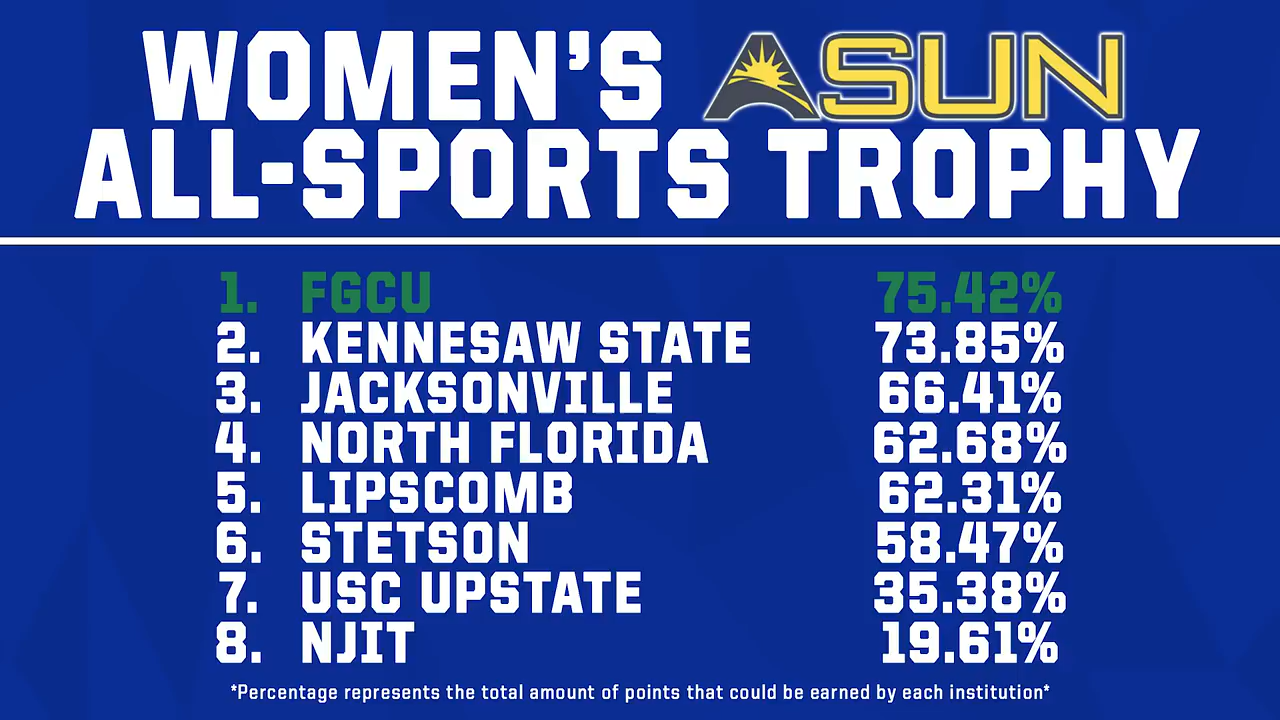 WOMEN'S ASUN
ALL-SPORTS TROPHY
1. FGCU 75.42%
2. KENNESAW STATE 73.85%
3. JACKSONVILLE 66.41%
4. NORTH FLORIDA 62.68%
5. LIPSCOMB 62.31%
6. STETSON 58.47%
7. USC UPSTATE 35.38%
8. NJIT 19.61%
*Percentage represents the total amount of points that could be earned by each institution*